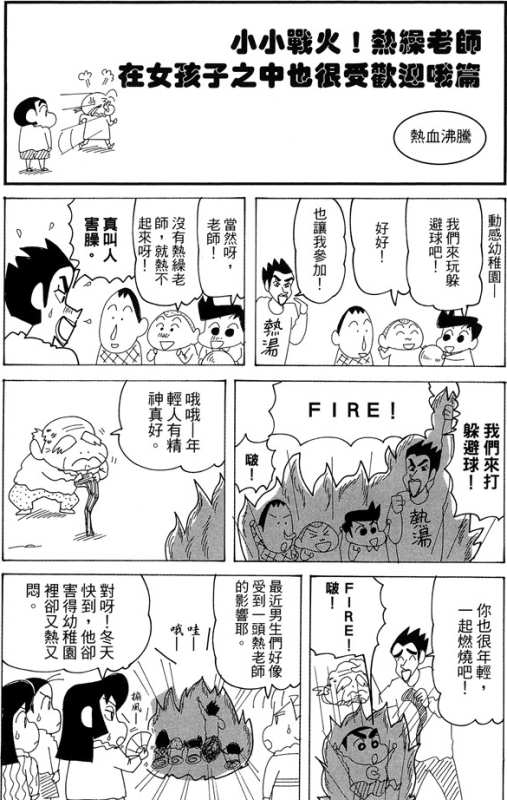 小小戰火！熱繰老師
在女孩子之中也很受歡迎哦篇
熱血沸騰
動感幼稚園—
我們來玩躲
避球吧！
好好！
也讓我參加！
熱
湯
當然呀，
老師！
沒有熱繰老
師，就熱不
起來呀！
真叫人
害臊。
我們來打
躲避球！
FIRE！
啵！
熱
湯
哦哦—年
輕人有精
神真好。
你也很年輕，
一起燃燒吧！
FIRE！
啵！
最近男生們好像
受到一頭熱老師
的影響耶。
哇—
哦—
對呀！冬天
快到，他卻
害得幼稚園
裡卻又熱又
悶。
搧風—